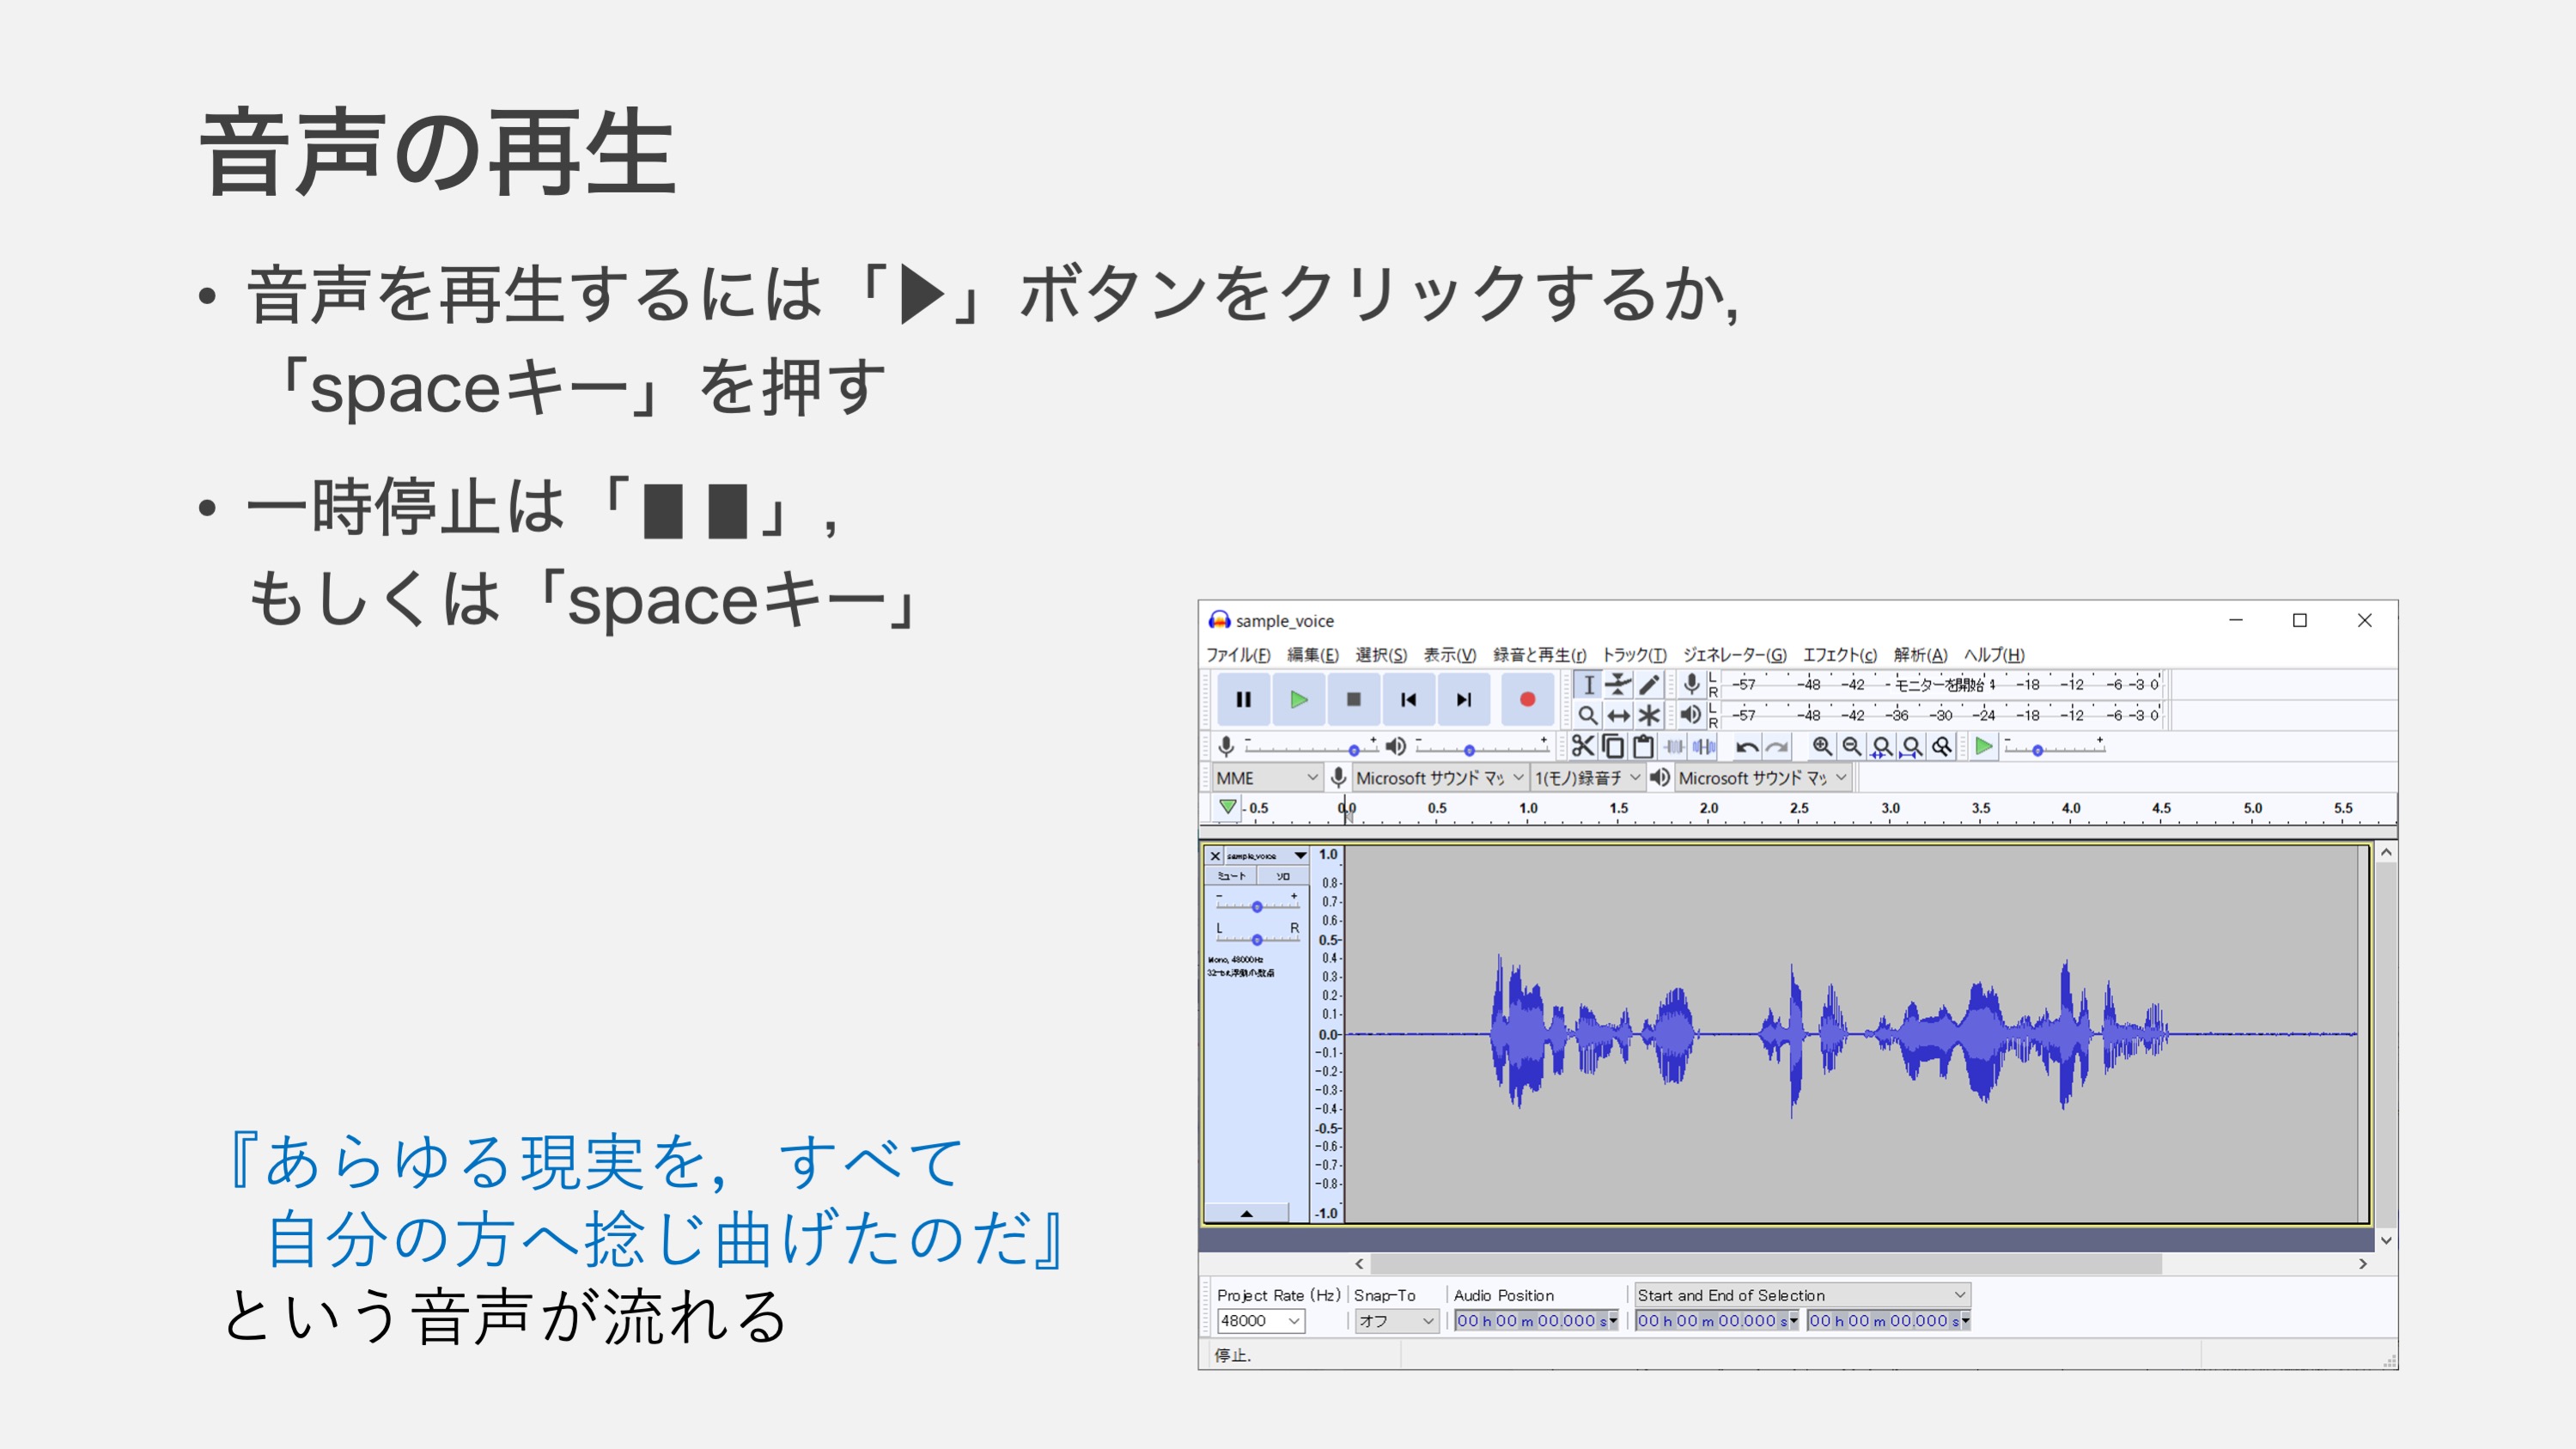 音声の再生
• 音声を再生するには「▶」ボタンをクリックするか,
「spaceキー」を押す
• 一時停止は「▮▮」,
もしくは「spaceキー」
『あらゆる現実を，すべて
自分の方へ捻じ曲げたのだ』
という音声が流れる
sample_voice
ファイル(F) 編集(E) 選択(S) 表示(V) 録音と再生(r) トラック(T) ジェネレーター(G) エフェクト(c) 解析(A) ヘルプ(H)
L R -57 -48 -42 - モニターを開始 -18 -12 -6 -3 0
L R -57 -48 -42 -36 -30 -24 -18 -12 -6 -3 0
MME Microsoft サウンド マッ 1(モノ)録音チ Microsoft サウンド マッ
-0.5 0.0 0.5 1.0 1.5 2.0 2.5 3.0 3.5 4.0 4.5 5.0 5.5
sample_voice
ミュート ソロ
- +
L R
Mono, 48000Hz
32-bit 浮動小数点
1.0
0.8
0.7
0.6
0.5
0.4
0.3
0.2
0.1
0.0
-0.1
-0.2
-0.3
-0.4
-0.5
-0.6
-0.7
-0.8
-1.0
Project Rate (Hz) Snap-To Audio Position Start and End of Selection
48000 オフ 00 h 00 m 00.000 s 00 h 00 m 00.000 s 00 h 00 m 00.000 s
停止.